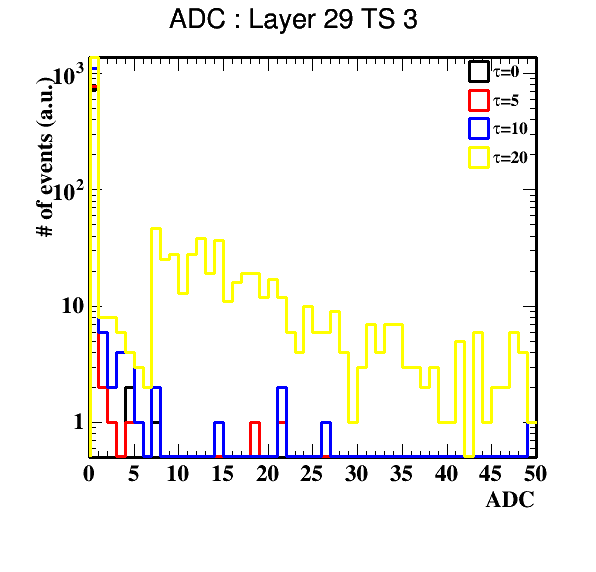 ADC : Layer 29 TS 3
# of events (a.u.)
10³
10²
10
1
τ=0
τ=5
τ=10
τ=20
0 5 10 15 20 25 30 35 40 45 50
ADC